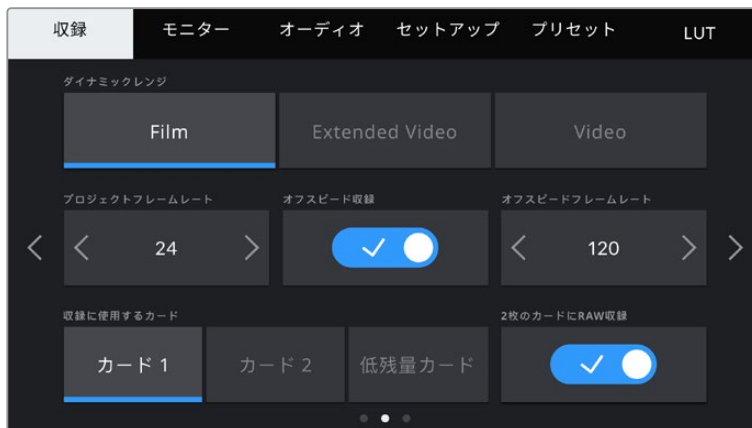 収録 モニター オーディオ セットアップ プリセット LUT
ダイナミックレンジ
Film Extended Video Video
プロジェクトフレームレート オフスピード収録 オフスピードフレームレート
24 120
収録に使用するカード 2枚のカードにRAW収録
カード 1 カード 2 低残量カード